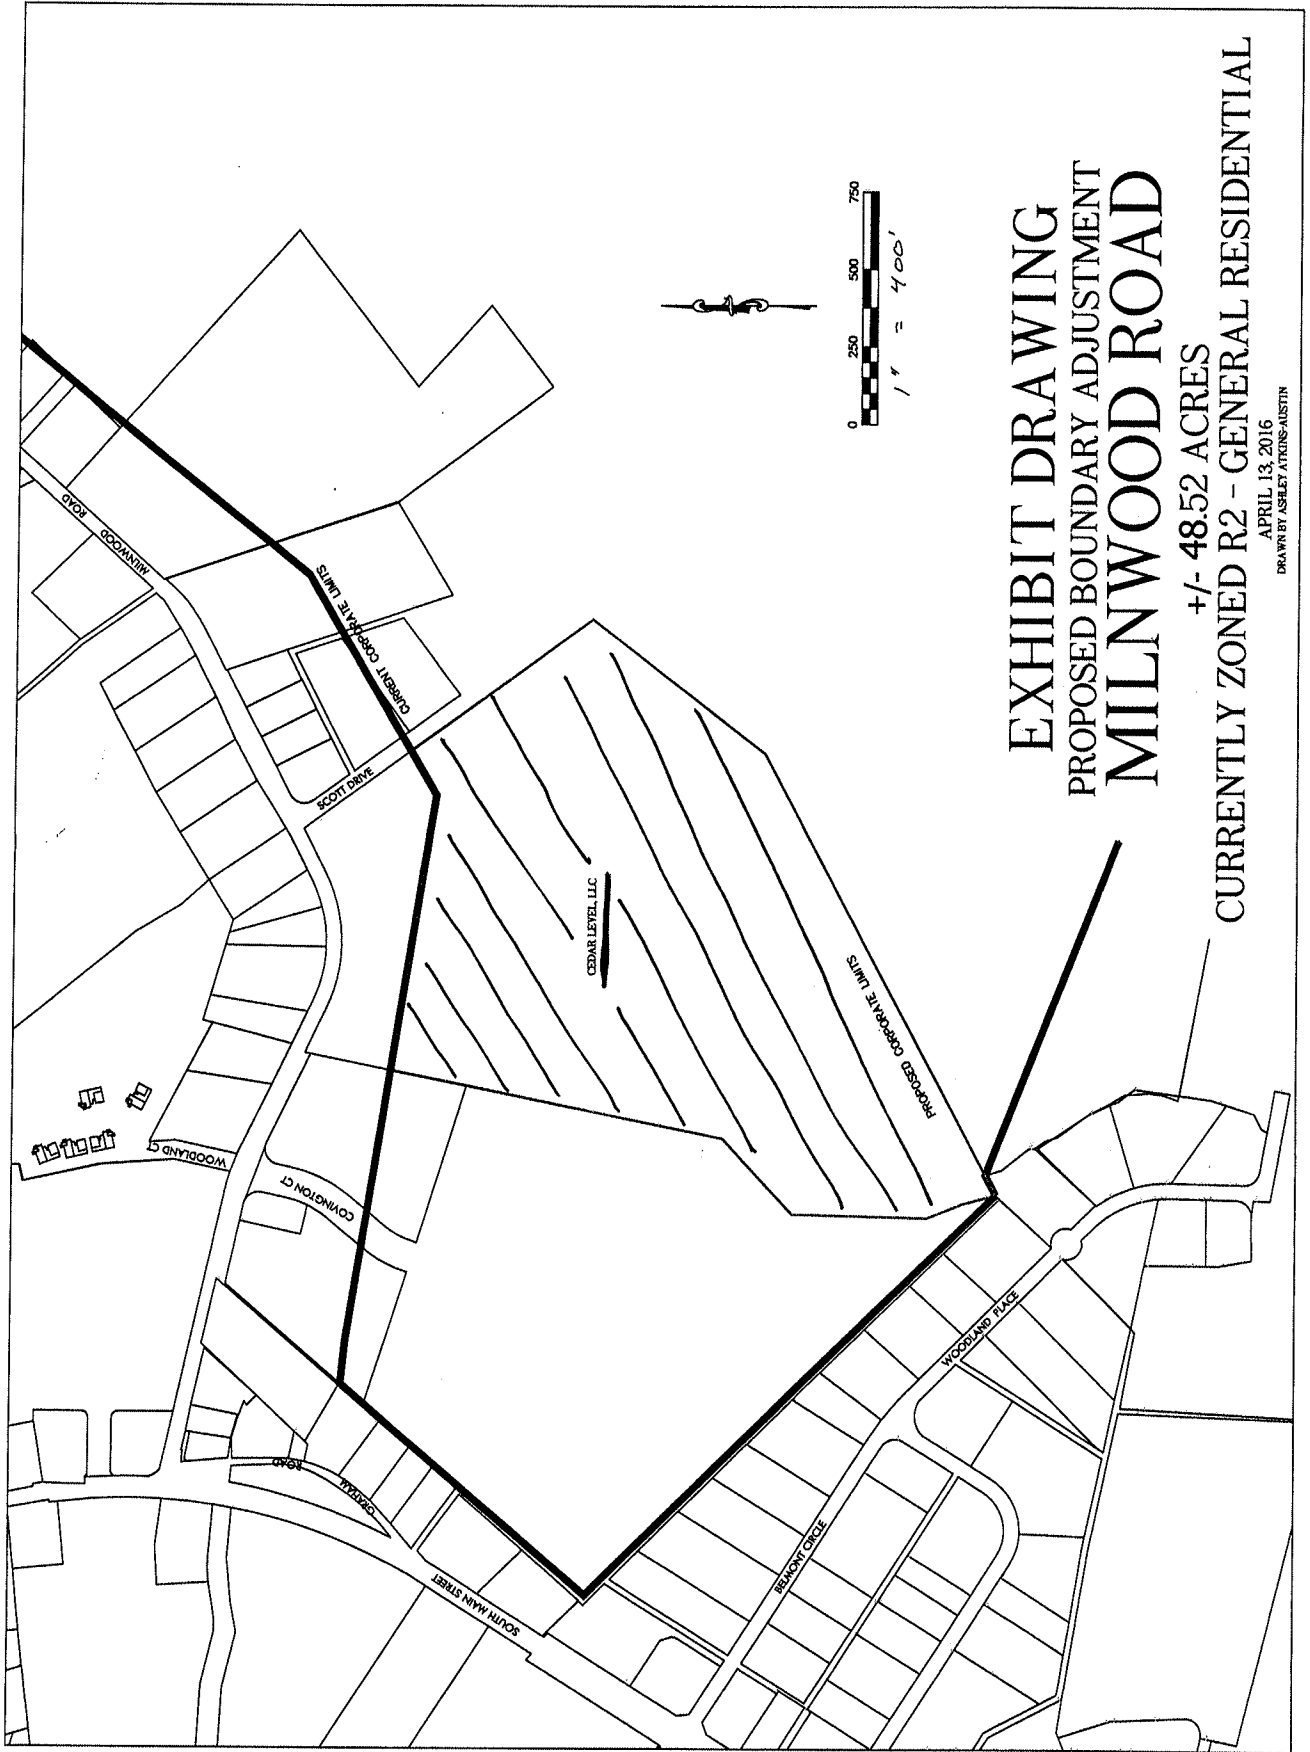 MILNWOOD ROAD
CURRENT CORPORATE LIMITS
SCOTT DRIVE
WOODLAND CT
COVINGTON CT
CEDAR LEVEL, LLC
PROPOSED CORPORATE LIMITS
GRAHAM ROAD
SOUTH MAIN STREET
WOODLAND PLACE
BELMONT CIRCLE
0 250 500 750
1" = 400'
EXHIBIT DRAWING
PROPOSED BOUNDARY ADJUSTMENT
MILNWOOD ROAD
+/- 48.52 ACRES
CURRENTLY ZONED R2 - GENERAL RESIDENTIAL
APRIL 13, 2016
DRAWN BY ASHLEY ATKINS-AUSTIN